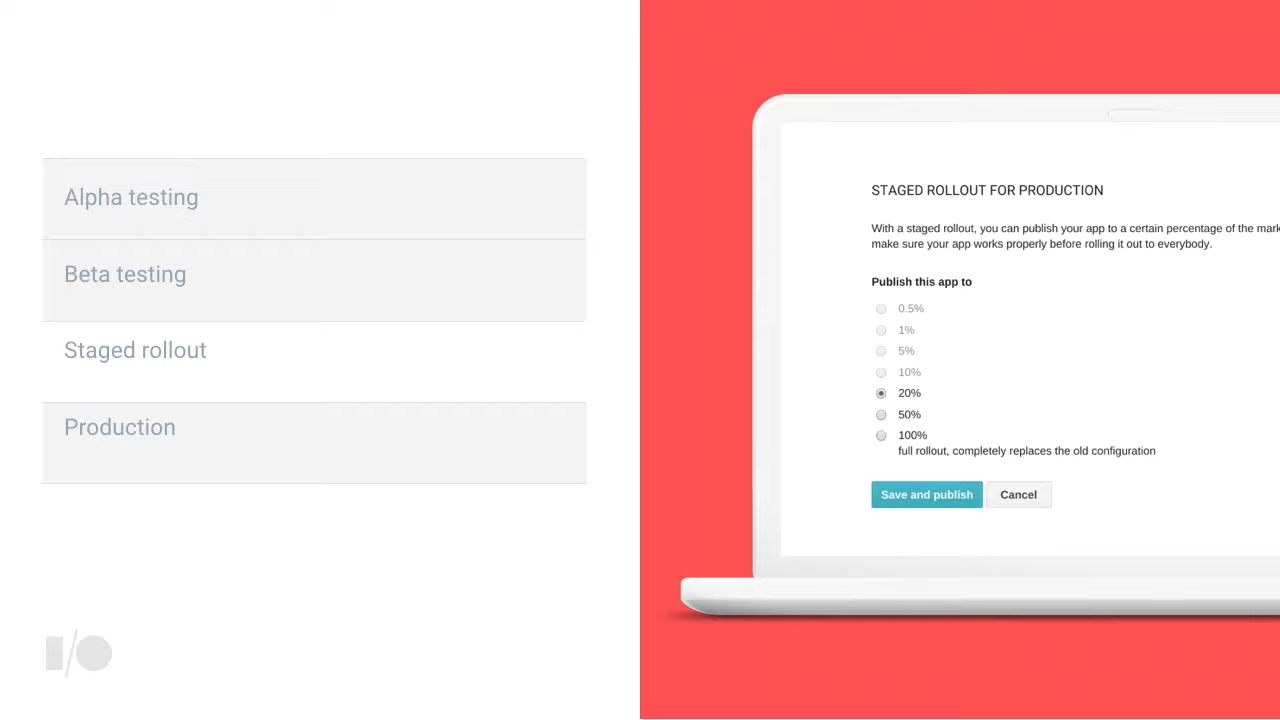 Alpha testing
Beta testing
Staged rollout
Production
I/O
STAGED ROLLOUT FOR PRODUCTION
With a staged rollout, you can publish your app to a certain percentage of the
make sure your app works properly before rolling it out to everybody.
Publish this app to
0.5%
1%
5%
10%
20%
50%
100%
full rollout, completely replaces the old configuration
Save and publish
Cancel